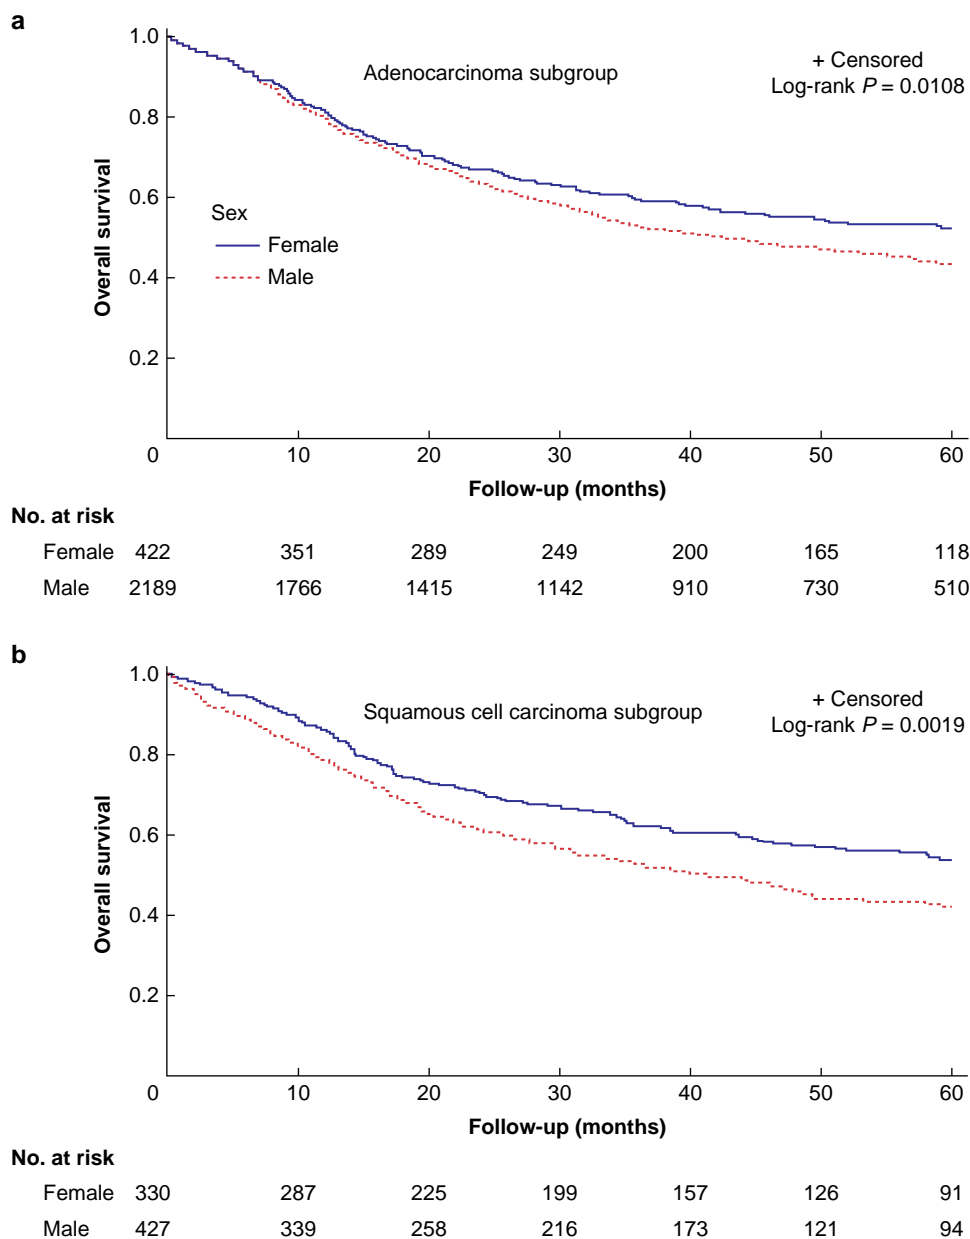 a
1.0
0.8
0.6
0.4
0.2
Overall survival
Adenocarcinoma subgroup
+ Censored
Log-rank P = 0.0108
Sex
Female
Male
0 10 20 30 40 50 60
Follow-up (months)
No. at risk
Female 422 351 289 249 200 165 118
Male 2189 1766 1415 1142 910 730 510
b
1.0
0.8
0.6
0.4
0.2
Overall survival
Squamous cell carcinoma subgroup
+ Censored
Log-rank P = 0.0019
0 10 20 30 40 50 60
Follow-up (months)
No. at risk
Female 330 287 225 199 157 126 91
Male 427 339 258 216 173 121 94